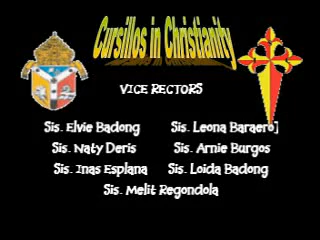 Cursillos in Christianity
VICE RECTORS
Sis. Elvie Badong Sis. Leona Baraero]
Sis. Naty Deris Sis. Arnie Burgos
Sis. Inas Esplana Sis. Loida Badong
Sis. Melit Regondola